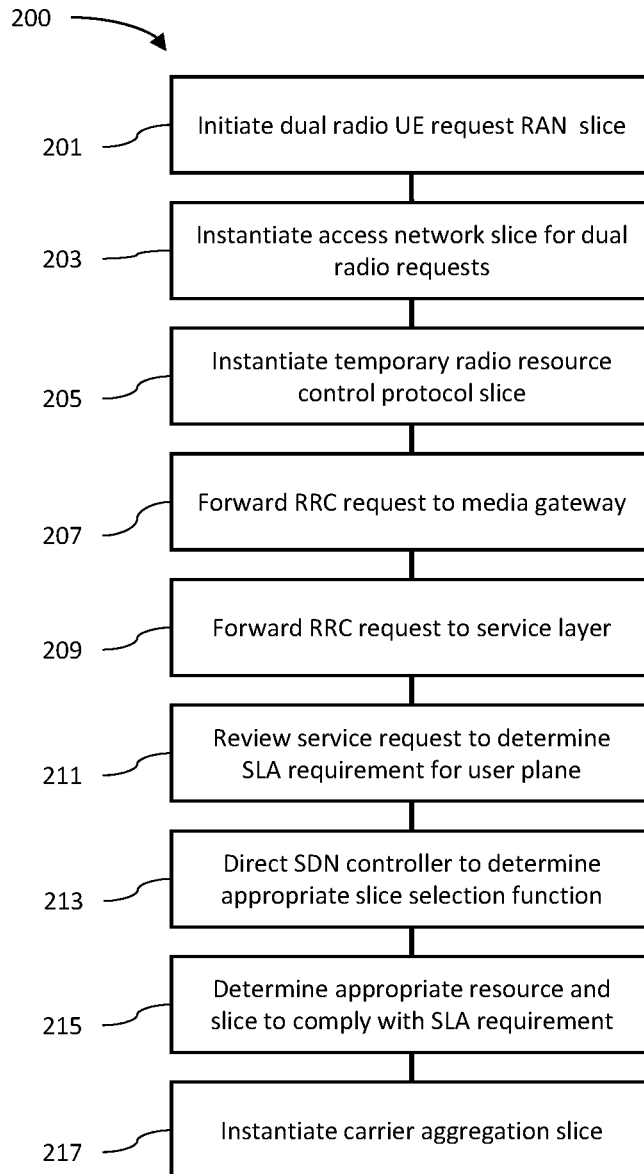 200
201
Initiate dual radio UE request RAN slice
203
Instantiate access network slice for dual
radio requests
205
Instantiate temporary radio resource
control protocol slice
207
Forward RRC request to media gateway
209
Forward RRC request to service layer
211
Review service request to determine
SLA requirement for user plane
213
Direct SDN controller to determine
appropriate slice selection function
215
Determine appropriate resource and
slice to comply with SLA requirement
217
Instantiate carrier aggregation slice